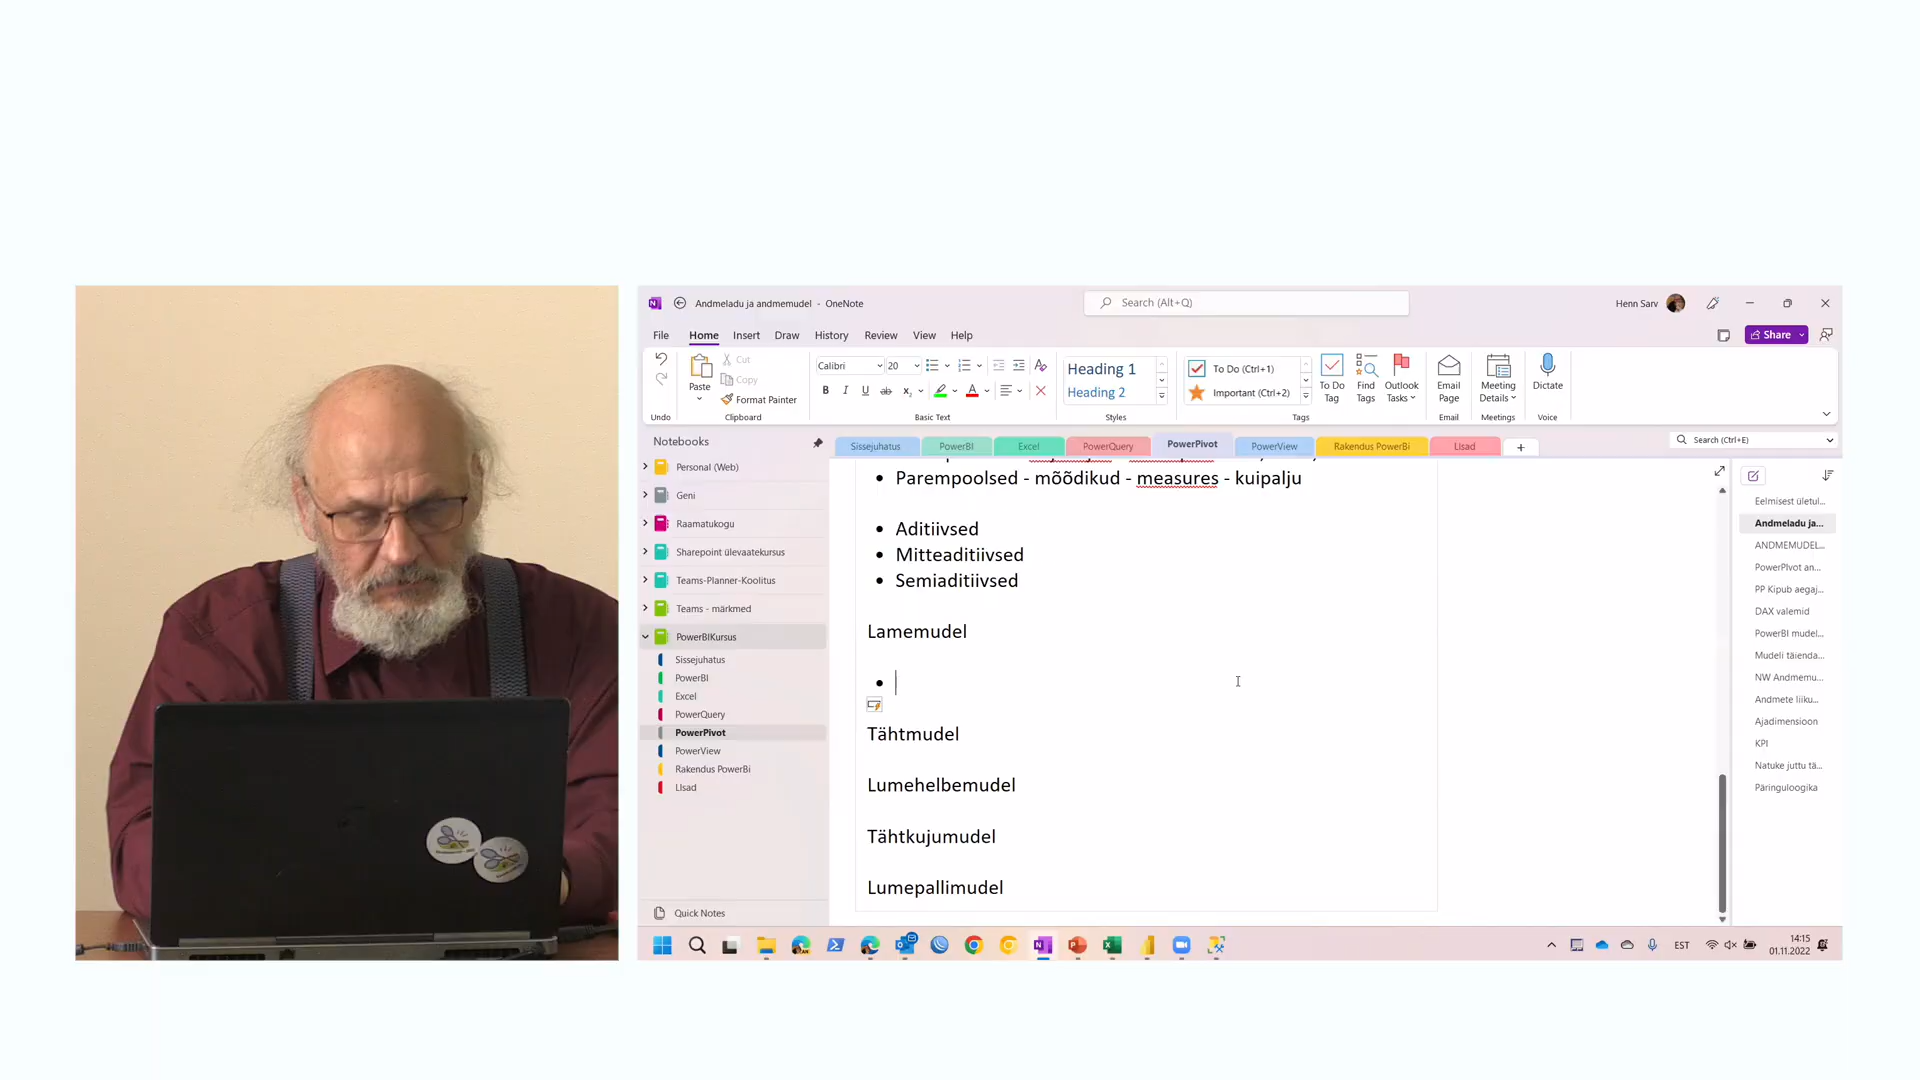 Andmeladu ja andmemudel - OneNote
Search (Alt+Q)
Henn Sarv
File Home Insert Draw History Review View Help
Share
Paste
Cut
Copy
Format Painter
Calibri 20
Heading 1
Heading 2
To Do (Ctrl+1)
Important (Ctrl+2)
To Do Tag
Find Tags
Outlook Tasks
Email Page
Meeting Details
Dictate
Undo Clipboard Basic Text Styles Tags Email Meetings Voice
Notebooks
Sissejuhatus PowerBI Excel PowerQuery PowerPivot PowerView Rakendus PowerBi LIsad
Search (Ctrl+E)
Personal (Web)
Geni
Raamatukogu
Sharepoint ülevaatekursus
Teams-Planner-Koolitus
Teams - märkmed
PowerBIKursus
Sissejuhatus
PowerBI
Excel
PowerQuery
PowerPivot
PowerView
Rakendus PowerBi
LIsad
Quick Notes
• Parempoolsed - mõõdikud - measures - kuipalju
• Aditiivsed
• Mitteaditiivsed
• Semiaditiivsed
Lamemudel
•
Tähtmudel
Lumehelbemudel
Tähtkujumudel
Lumepallimudel
Eelmisest ületul...
Andmeladu ja...
ANDMEMUDEL...
PowerPIvot an...
PP Kipub aegaj...
DAX valemid
PowerBI mudel...
Mudeli täienda...
NW Andmemu...
Andmete liiku...
Ajadimensioon
KPI
Natuke juttu tä...
Päringuloogika
EST
14:15
01.11.2022